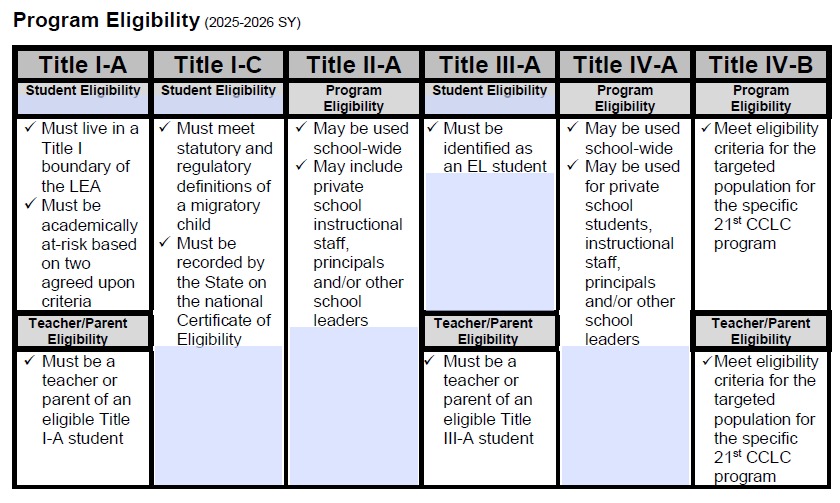 Program Eligibility (2025-2026 SY)
Title I-A
Student Eligibility
✓ Must live in a
Title I
boundary of
the LEA
✓ Must be
academically
at-risk based
on two
agreed upon
criteria
Teacher/Parent
Eligibility
✓ Must be a
teacher or
parent of an
eligible Title
I-A student
Title I-C
Student Eligibility
✓ Must meet
statutory and
regulatory
definitions of
a migratory
child
✓ Must be
recorded by
the State on
the national
Certificate of
Eligibility
Title II-A
Program
Eligibility
✓ May be used
school-wide
✓ May include
private
school
instructional
staff,
principals
and/or other
school
leaders
Title III-A
Student Eligibility
✓ Must be
identified as
an EL student
Teacher/Parent
Eligibility
✓ Must be a
teacher or
parent of an
eligible Title
III-A student
Title IV-A
Program
Eligibility
✓ May be used
school-wide
✓ May be used
for private
school
students,
instructional
staff,
principals
and/or other
school
leaders
Title IV-B
Program
Eligibility
✓ Meet eligibility
criteria for the
targeted
population for
the specific
21st CCLC
program
Teacher/Parent
Eligibility
✓ Meet eligibility
criteria for the
targeted
population for
the specific
21st CCLC
program